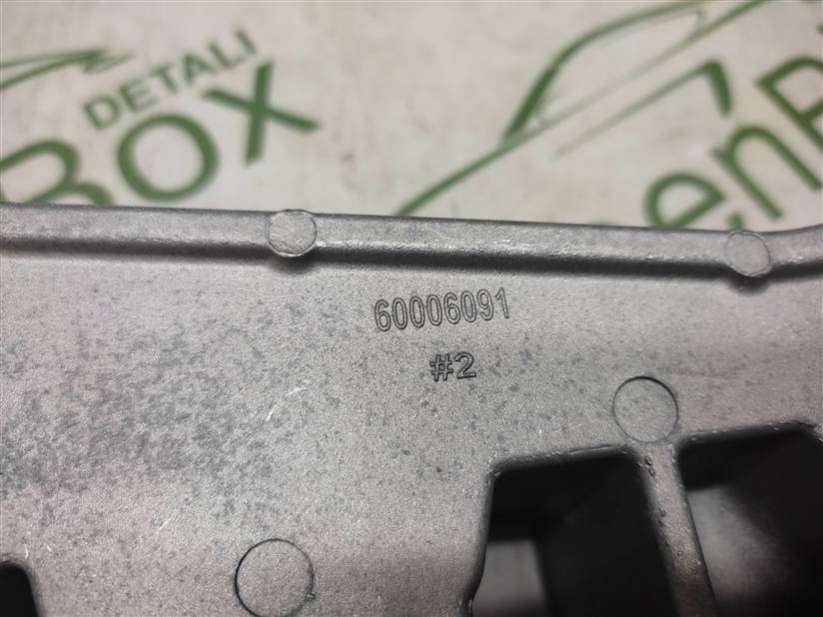 DETALI
BOX
60006091
#2